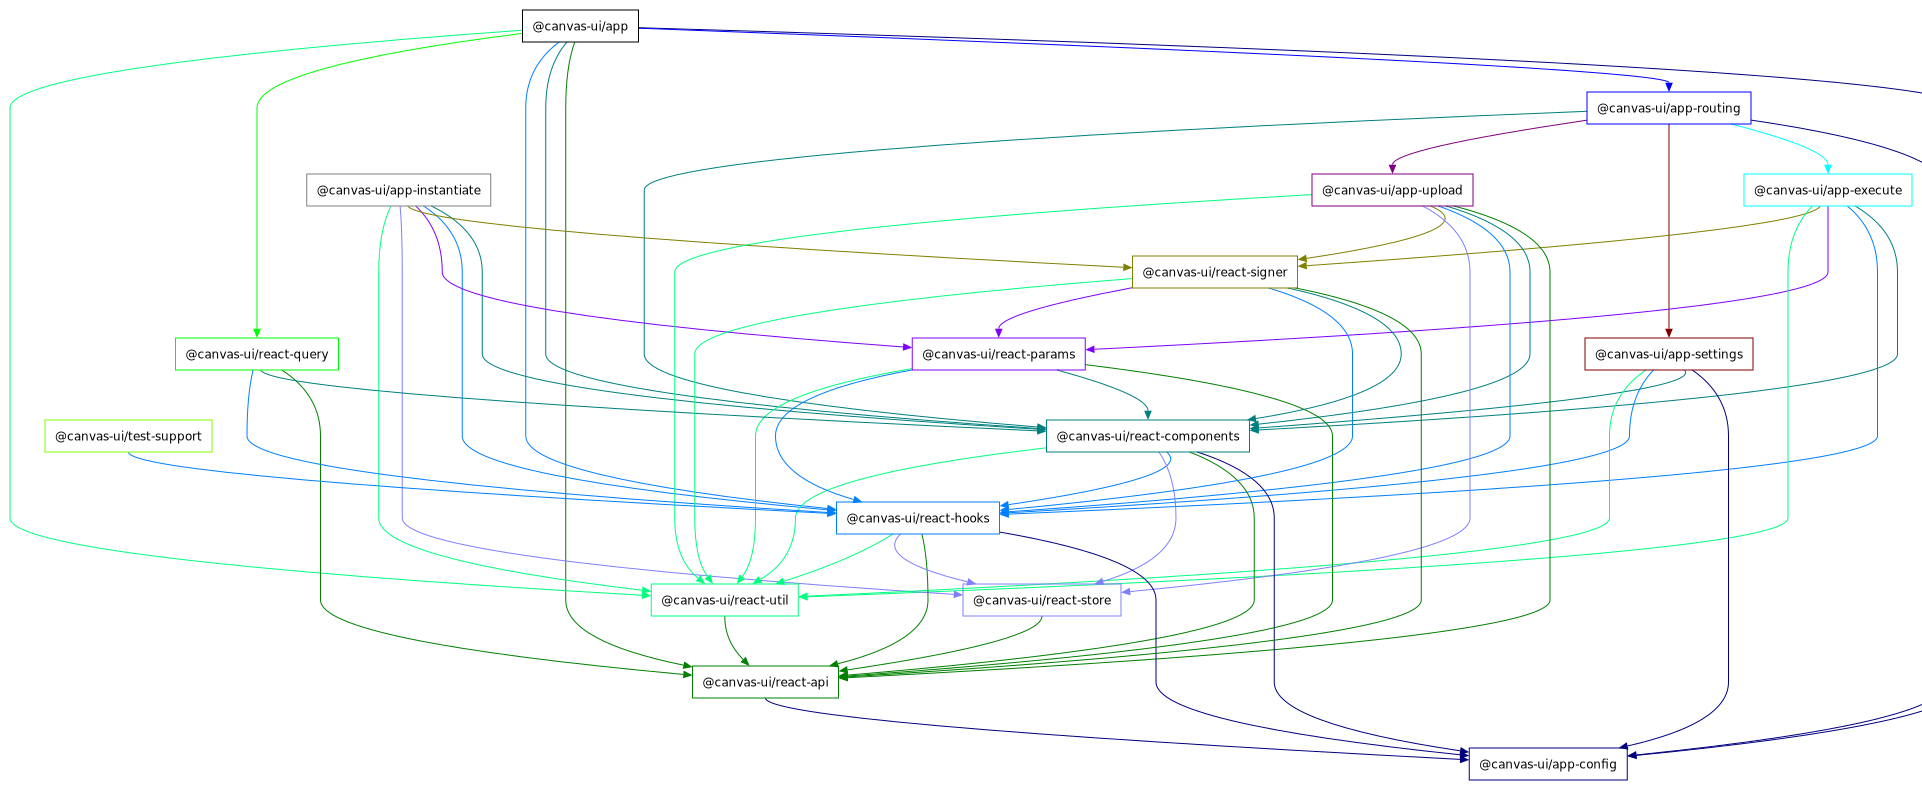 @canvas-ui/app
@canvas-ui/app-routing
@canvas-ui/app-instantiate
@canvas-ui/app-upload
@canvas-ui/app-execute
@canvas-ui/react-signer
@canvas-ui/react-query
@canvas-ui/react-params
@canvas-ui/app-settings
@canvas-ui/test-support
@canvas-ui/react-components
@canvas-ui/react-hooks
@canvas-ui/react-util
@canvas-ui/react-store
@canvas-ui/react-api
@canvas-ui/app-config